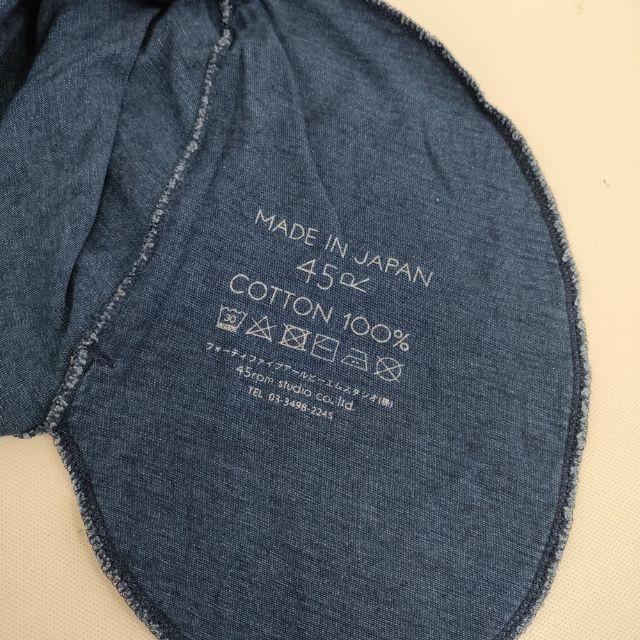 MADE IN JAPAN
45R
COTTON 100%
30
フォーティファイブアールピーエムスタジオ(株)
45rpm studio co.,ltd.
TEL 03-3498-2245